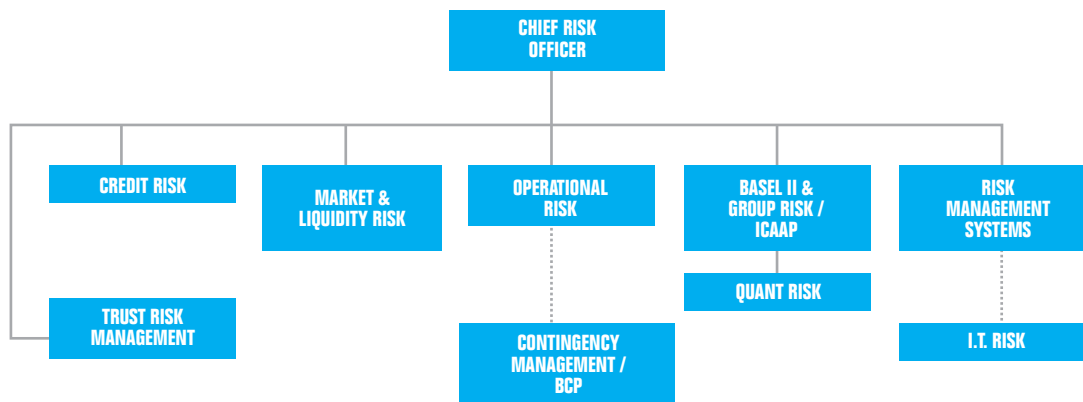 CHIEF RISK
OFFICER
CREDIT RISK
MARKET &
LIQUIDITY RISK
OPERATIONAL
RISK
BASEL II &
GROUP RISK /
ICAAP
RISK
MANAGEMENT
SYSTEMS
QUANT RISK
TRUST RISK
MANAGEMENT
CONTINGENCY
MANAGEMENT /
BCP
I.T. RISK